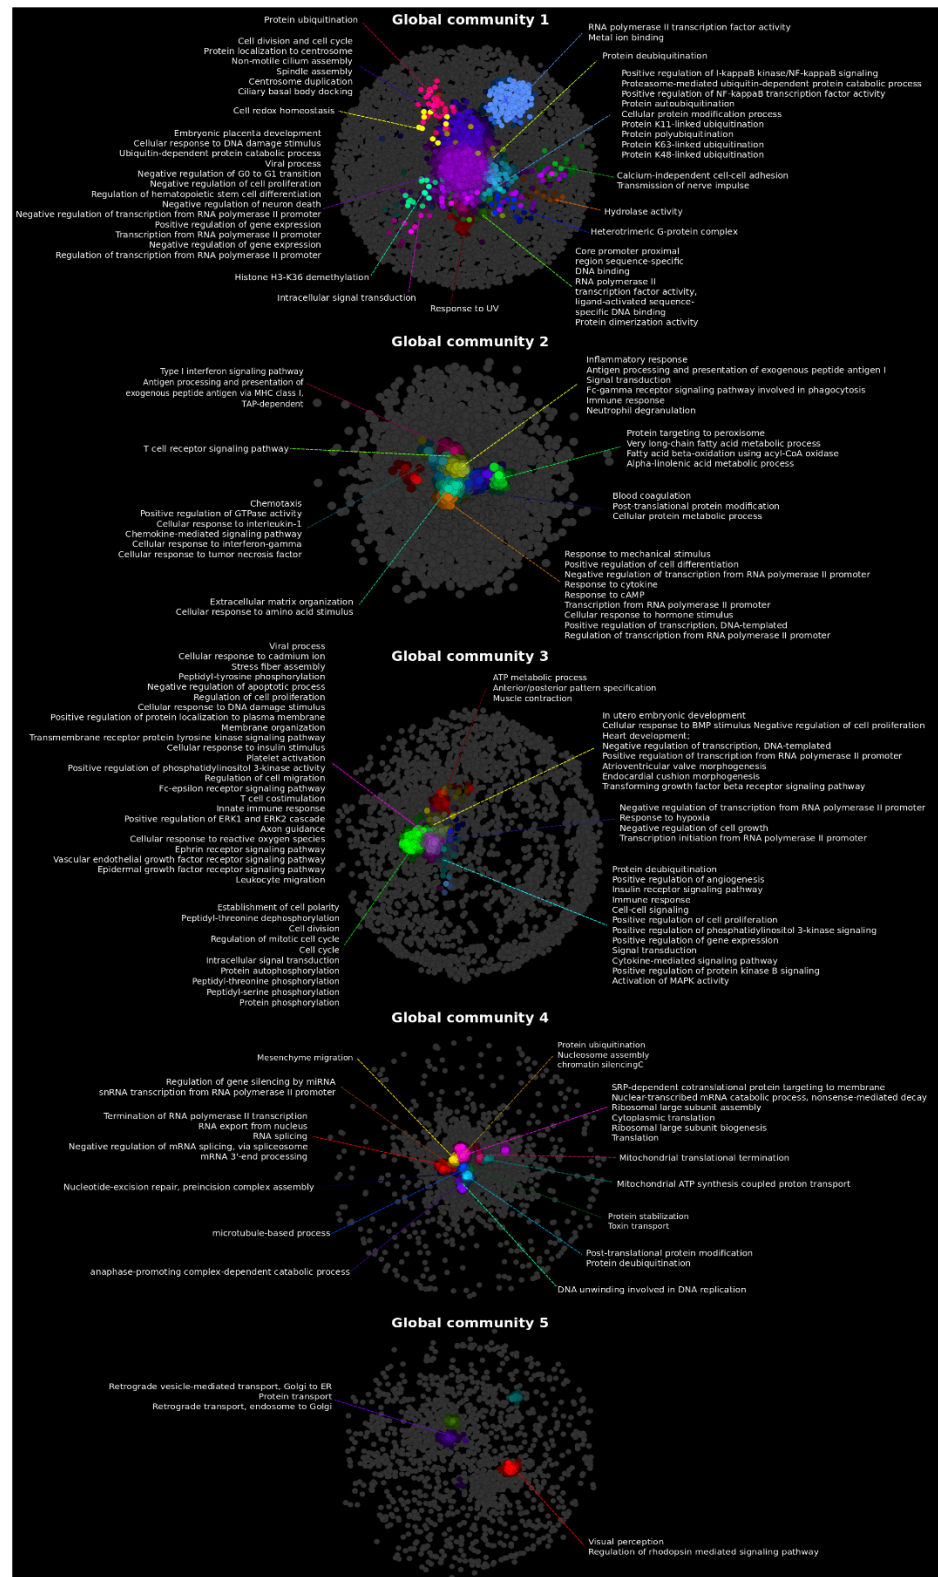 Global community 1
Protein ubiquitination
Cell division and cell cycle
Protein localization to centrosome
Non-motile cilium assembly
Spindle assembly
Centrosome duplication
Ciliary basal body docking
Cell redox homeostasis
Embryonic placenta development
Cellular response to DNA damage stimulus
Ubiquitin-dependent protein catabolic process
Viral process
Negative regulation of G0 to G1 transition
Negative regulation of cell proliferation
Regulation of hematopoietic stem cell differentiation
Negative regulation of neuron death
Negative regulation of transcription from RNA polymerase II promoter
Positive regulation of gene expression
Transcription from RNA polymerase II promoter
Negative regulation of gene expression
Regulation of transcription from RNA polymerase II promoter
Histone H3-K36 demethylation
Intracellular signal transduction
Response to UV
RNA polymerase II transcription factor activity
Metal ion binding
Protein deubiquitination
Positive regulation of I-kappaB kinase/NF-kappaB signaling
Proteasome-mediated ubiquitin-dependent protein catabolic process
Positive regulation of NF-kappaB transcription factor activity
Protein autoubiquitination
Cellular protein modification process
Protein K11-linked ubiquitination
Protein polyubiquitination
Protein K63-linked ubiquitination
Protein K48-linked ubiquitination
Calcium-independent cell-cell adhesion
Transmission of nerve impulse
Hydrolase activity
Heterotrimeric G-protein complex
Core promoter proximal
region sequence-specific
DNA binding
RNA polymerase II
transcription factor activity,
ligand-activated sequence-
specific DNA binding
Protein dimerization activity
Global community 2
Type I interferon signaling pathway
Antigen processing and presentation of
exogenous peptide antigen via MHC class I,
TAP-dependent
T cell receptor signaling pathway
Chemotaxis
Positive regulation of GTPase activity
Cellular response to interleukin-1
Chemokine-mediated signaling pathway
Cellular response to interferon-gamma
Cellular response to tumor necrosis factor
Extracellular matrix organization
Cellular response to amino acid stimulus
Inflammatory response
Antigen processing and presentation of exogenous peptide antigen I
Signal transduction
Fc-gamma receptor signaling pathway involved in phagocytosis
Immune response
Neutrophil degranulation
Protein targeting to peroxisome
Very long-chain fatty acid metabolic process
Fatty acid beta-oxidation using acyl-CoA oxidase
Alpha-linolenic acid metabolic process
Blood coagulation
Post-translational protein modification
Cellular protein metabolic process
Response to mechanical stimulus
Positive regulation of cell differentiation
Negative regulation of transcription from RNA polymerase II promoter
Response to cytokine
Response to cAMP
Transcription from RNA polymerase II promoter
Cellular response to hormone stimulus
Positive regulation of transcription, DNA-templated
Regulation of transcription from RNA polymerase II promoter
Global community 3
Viral process
Cellular response to cadmium ion
Stress fiber assembly
Peptidyl-tyrosine phosphorylation
Negative regulation of apoptotic process
Regulation of cell proliferation
Cellular response to DNA damage stimulus
Positive regulation of protein localization to plasma membrane
Membrane organization
Transmembrane receptor protein tyrosine kinase signaling pathway
Cellular response to insulin stimulus
Platelet activation
Positive regulation of phosphatidylinositol 3-kinase activity
Regulation of cell migration
Fc-epsilon receptor signaling pathway
T cell costimulation
Innate immune response
Positive regulation of ERK1 and ERK2 cascade
Axon guidance
Cellular response to reactive oxygen species
Ephrin receptor signaling pathway
Vascular endothelial growth factor receptor signaling pathway
Epidermal growth factor receptor signaling pathway
Leukocyte migration
Establishment of cell polarity
Peptidyl-threonine dephosphorylation
Cell division
Regulation of mitotic cell cycle
Cell cycle
Intracellular signal transduction
Protein autophosphorylation
Peptidyl-threonine phosphorylation
Peptidyl-serine phosphorylation
Protein phosphorylation
ATP metabolic process
Anterior/posterior pattern specification
Muscle contraction
In utero embryonic development
Cellular response to BMP stimulus Negative regulation of cell proliferation
Heart development;
Negative regulation of transcription, DNA-templated
Positive regulation of transcription from RNA polymerase II promoter
Atrioventricular valve morphogenesis
Endocardial cushion morphogenesis
Transforming growth factor beta receptor signaling pathway
Negative regulation of transcription from RNA polymerase II promoter
Response to hypoxia
Negative regulation of cell growth
Transcription initiation from RNA polymerase II promoter
Protein deubiquitination
Positive regulation of angiogenesis
Insulin receptor signaling pathway
Immune response
Cell-cell signaling
Positive regulation of cell proliferation
Positive regulation of phosphatidylinositol 3-kinase signaling
Positive regulation of gene expression
Signal transduction
Cytokine-mediated signaling pathway
Positive regulation of protein kinase B signaling
Activation of MAPK activity
Global community 4
Mesenchyme migration
Regulation of gene silencing by miRNA
snRNA transcription from RNA polymerase II promoter
Termination of RNA polymerase II transcription
RNA export from nucleus
RNA splicing
Negative regulation of mRNA splicing, via spliceosome
mRNA 3'-end processing
Nucleotide-excision repair, preincision complex assembly
microtubule-based process
anaphase-promoting complex-dependent catabolic process
Protein ubiquitination
Nucleosome assembly
chromatin silencingC
SRP-dependent cotranslational protein targeting to membrane
Nuclear-transcribed mRNA catabolic process, nonsense-mediated decay
Ribosomal large subunit assembly
Cytoplasmic translation
Ribosomal large subunit biogenesis
Translation
Mitochondrial translational termination
Mitochondrial ATP synthesis coupled proton transport
Protein stabilization
Toxin transport
Post-translational protein modification
Protein deubiquitination
DNA unwinding involved in DNA replication
Global community 5
Retrograde vesicle-mediated transport, Golgi to ER
Protein transport
Retrograde transport, endosome to Golgi
Visual perception
Regulation of rhodopsin mediated signaling pathway